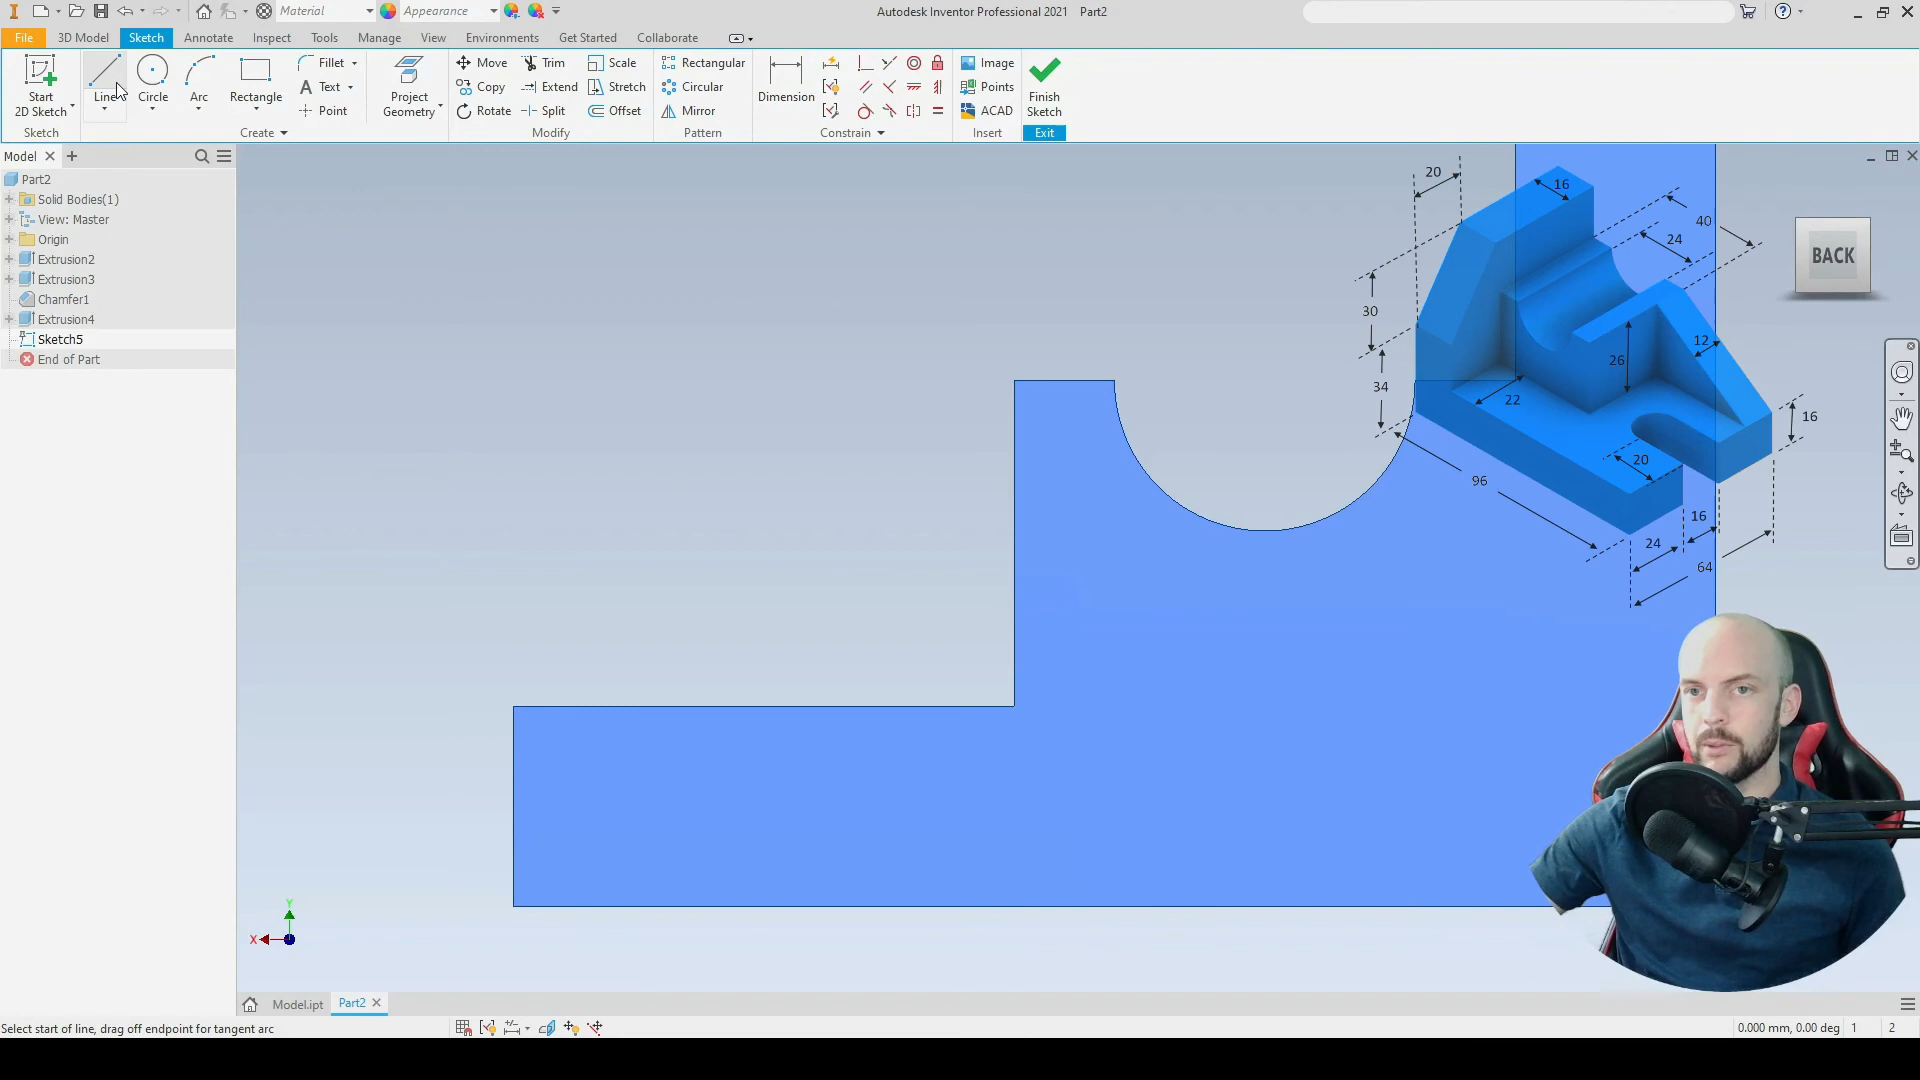 Material
Appearance
Autodesk Inventor Professional 2021 Part2
File 3D Model Sketch Annotate Inspect Tools Manage View Environments Get Started Collaborate
Start
2D Sketch
Line
Circle
Arc
Rectangle
Fillet
Text
Point
Project
Geometry
Move
Copy
Rotate
Trim
Extend
Split
Scale
Stretch
Offset
Rectangular
Circular
Mirror
Dimension
Image
Points
ACAD
Finish
Sketch
Sketch Create Modify Pattern Constrain Insert Exit
Model
Part2
Solid Bodies(1)
View: Master
Origin
Extrusion2
Extrusion3
Chamfer1
Extrusion4
Sketch5
End of Part
20
16
40
24
30
12
26
34
22
16
20
96
16
24
64
BACK
Y
X
Model.ipt Part2
Select start of line, drag off endpoint for tangent arc
0.000 mm, 0.00 deg 1 2